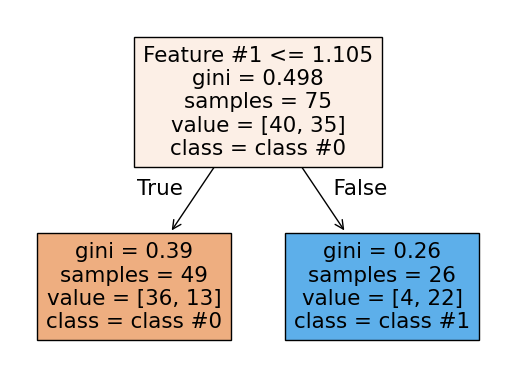 Feature #1 <= 1.105
gini = 0.498
samples = 75
value = [40, 35]
class = class #0
True
False
gini = 0.39
samples = 49
value = [36, 13]
class = class #0
gini = 0.26
samples = 26
value = [4, 22]
class = class #1